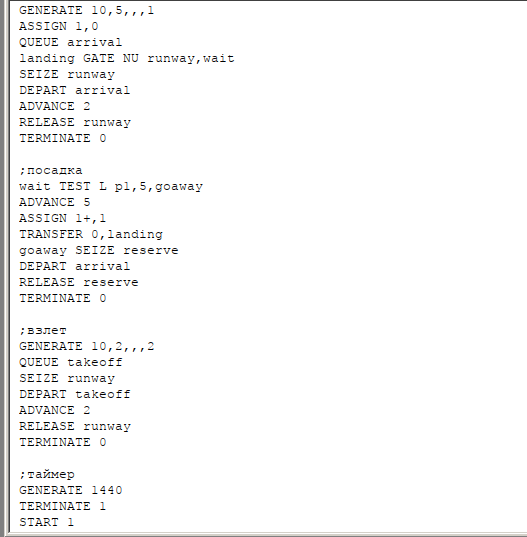 GENERATE 10,5,,,1
ASSIGN 1,0
QUEUE arrival
landing GATE NU runway,wait
SEIZE runway
DEPART arrival
ADVANCE 2
RELEASE runway
TERMINATE 0
;посадка
wait TEST L p1,5,goaway
ADVANCE 5
ASSIGN 1+,1
TRANSFER 0,landing
goaway SEIZE reserve
DEPART arrival
RELEASE reserve
TERMINATE 0
;взлет
GENERATE 10,2,,,2
QUEUE takeoff
SEIZE runway
DEPART takeoff
ADVANCE 2
RELEASE runway
TERMINATE 0
;таймер
GENERATE 1440
TERMINATE 1
START 1